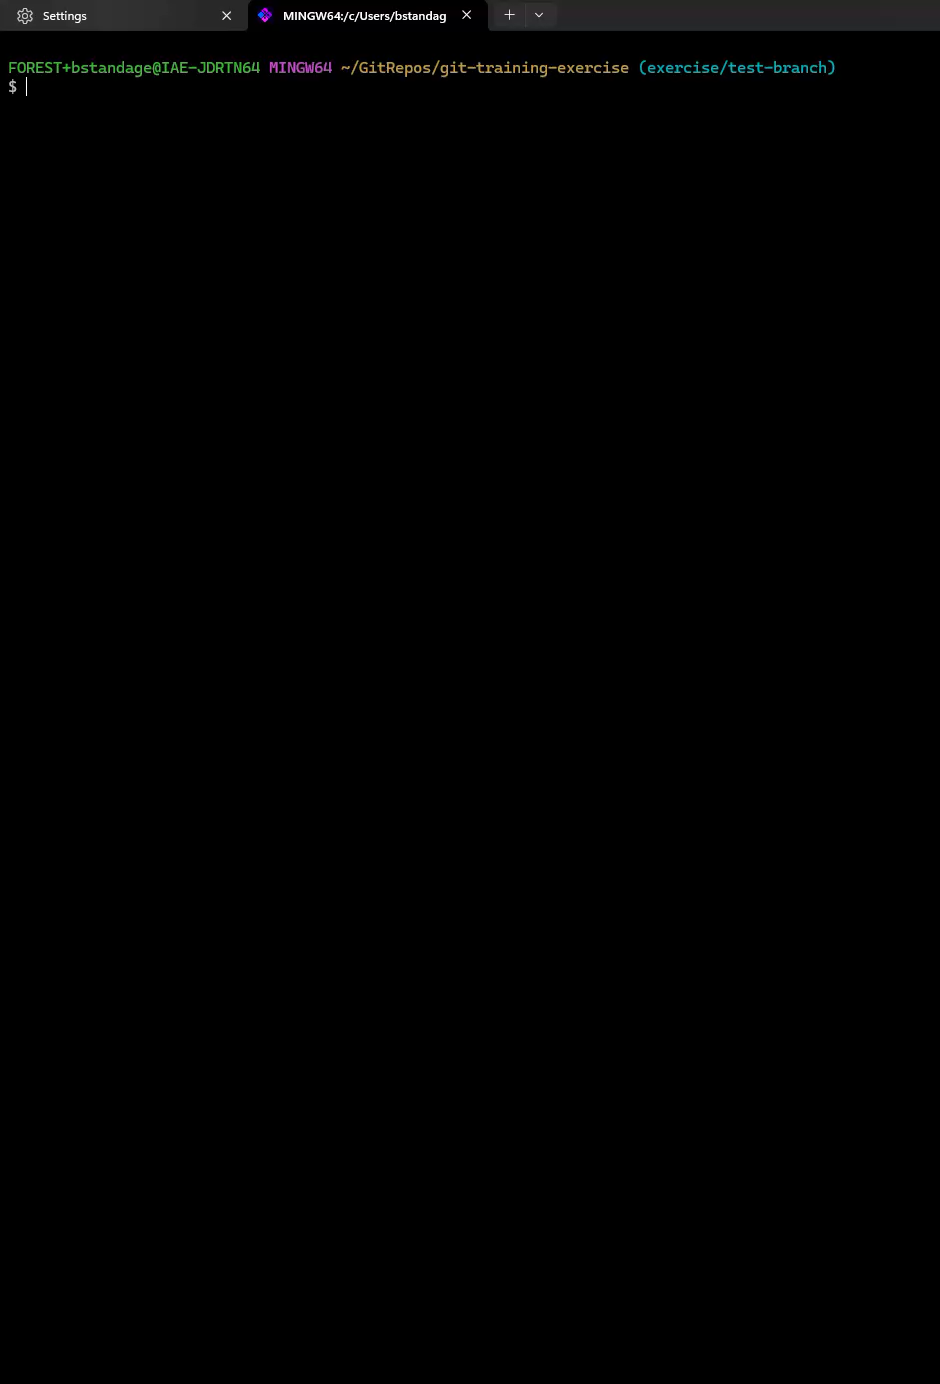 Settings
MINGW64:/c/Users/bstandag
FOREST+bstandage@IAE-JDRTN64 MINGW64 ~/GitRepos/git-training-exercise (exercise/test-branch)
$